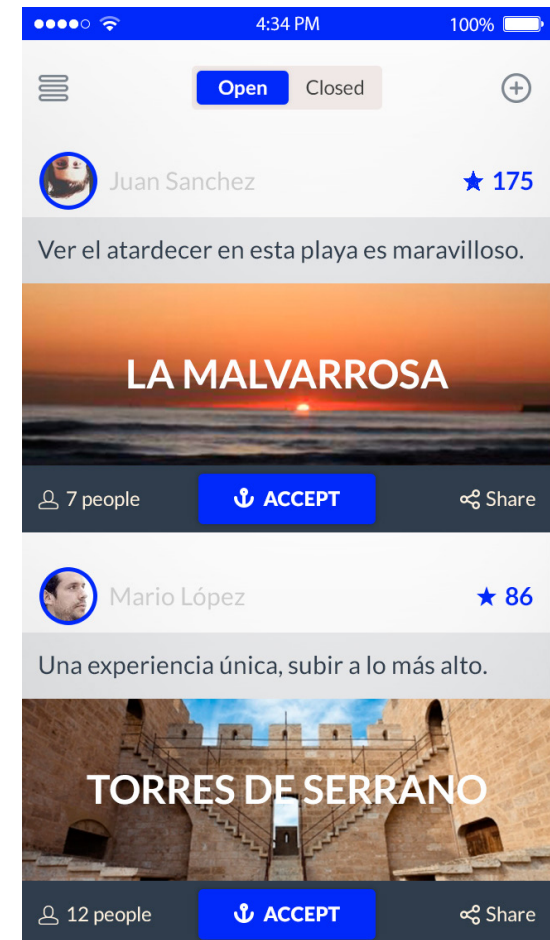 4:34 PM 100%
Open Closed
Juan Sanchez 175
Ver el atardecer en esta playa es maravilloso.
LA MALVARROSA
7 people ACCEPT Share
Mario López 86
Una experiencia única, subir a lo más alto.
TORRES DE SERRANO
12 people ACCEPT Share